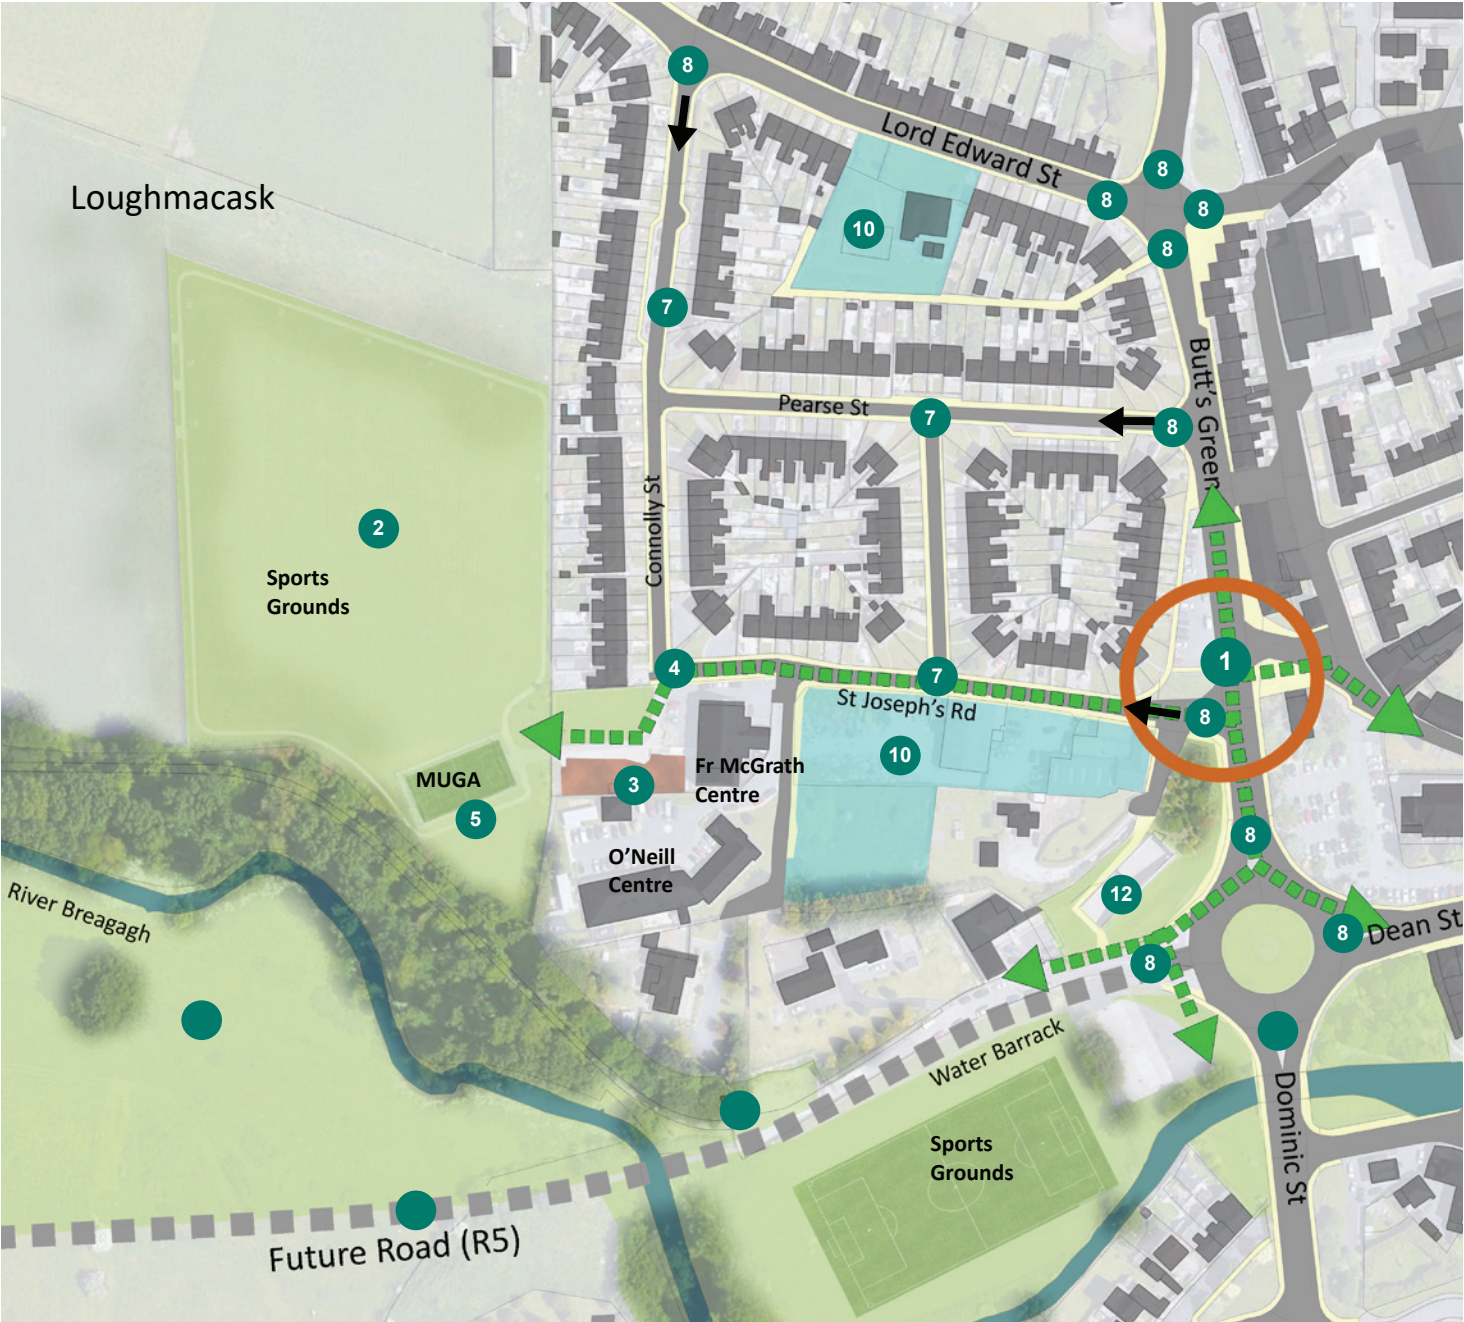 8
Lord Edward St
8
8
Loughmacask
8
10
8
7
Butt's Green
Pearse St
7
8
Connolly St
2
Sports
Grounds
1
4
7
St Joseph's Rd
8
10
Fr McGrath
Centre
MUGA
3
5
8
O'Neill
Centre
12
River Breagagh
8
Dean St
8
Water Barrack
Dominic St
Sports
Grounds
Future Road (R5)